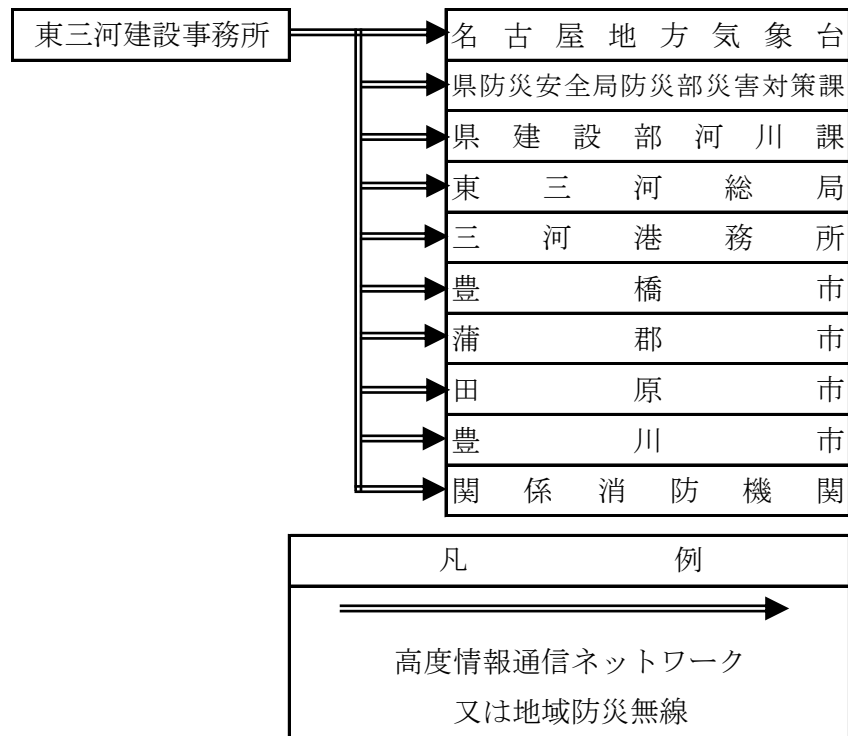 東三河建設事務所
名古屋地方気象台
県防災安全局防災部災害対策課
県建設部河川課
東三河総局
三河港務所
豊橋市
蒲郡市
田原市
豊川市
関係消防機関
凡例
高度情報通信ネットワーク
又は地域防災無線